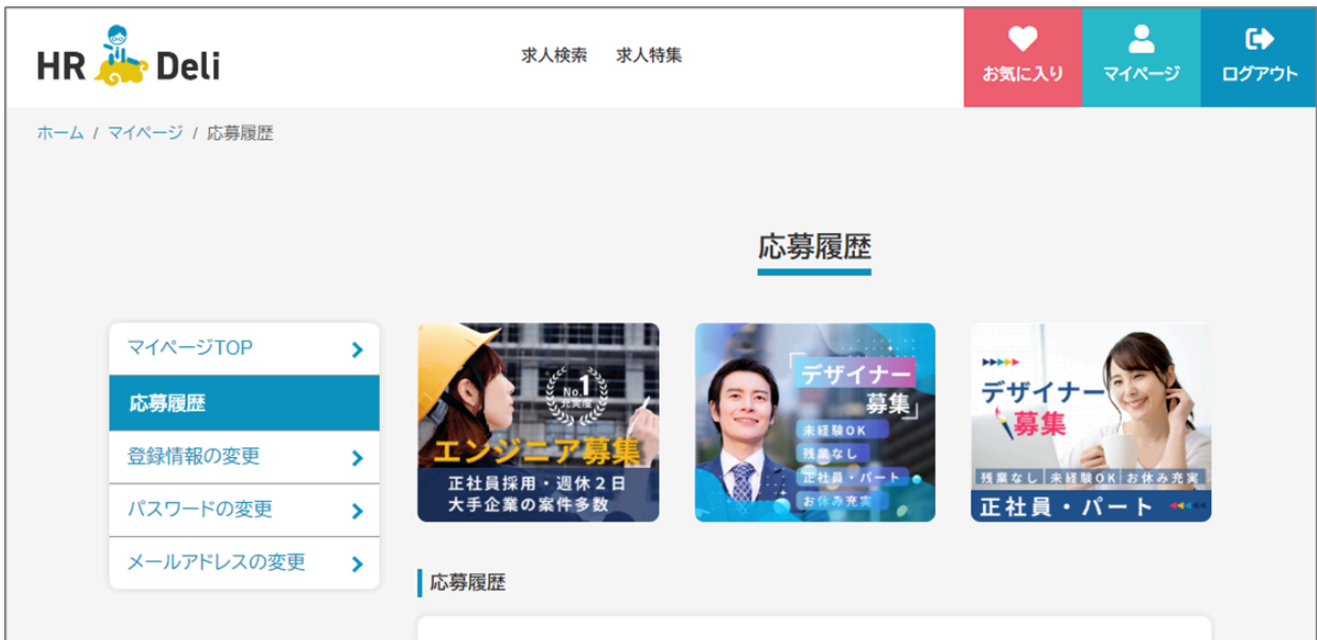 HR Deli
求人検索 求人特集
お気に入り
マイページ
ログアウト
ホーム / マイページ / 応募履歴
応募履歴
マイページTOP
応募履歴
登録情報の変更
パスワードの変更
メールアドレスの変更
No.1
充実度
エンジニア募集
正社員採用・週休2日
大手企業の案件多数
「デザイナー
募集」
未経験OK
残業なし
正社員・パート
お休み充実
デザイナー
募集
残業なし 未経験OK お休み充実
正社員・パート
応募履歴